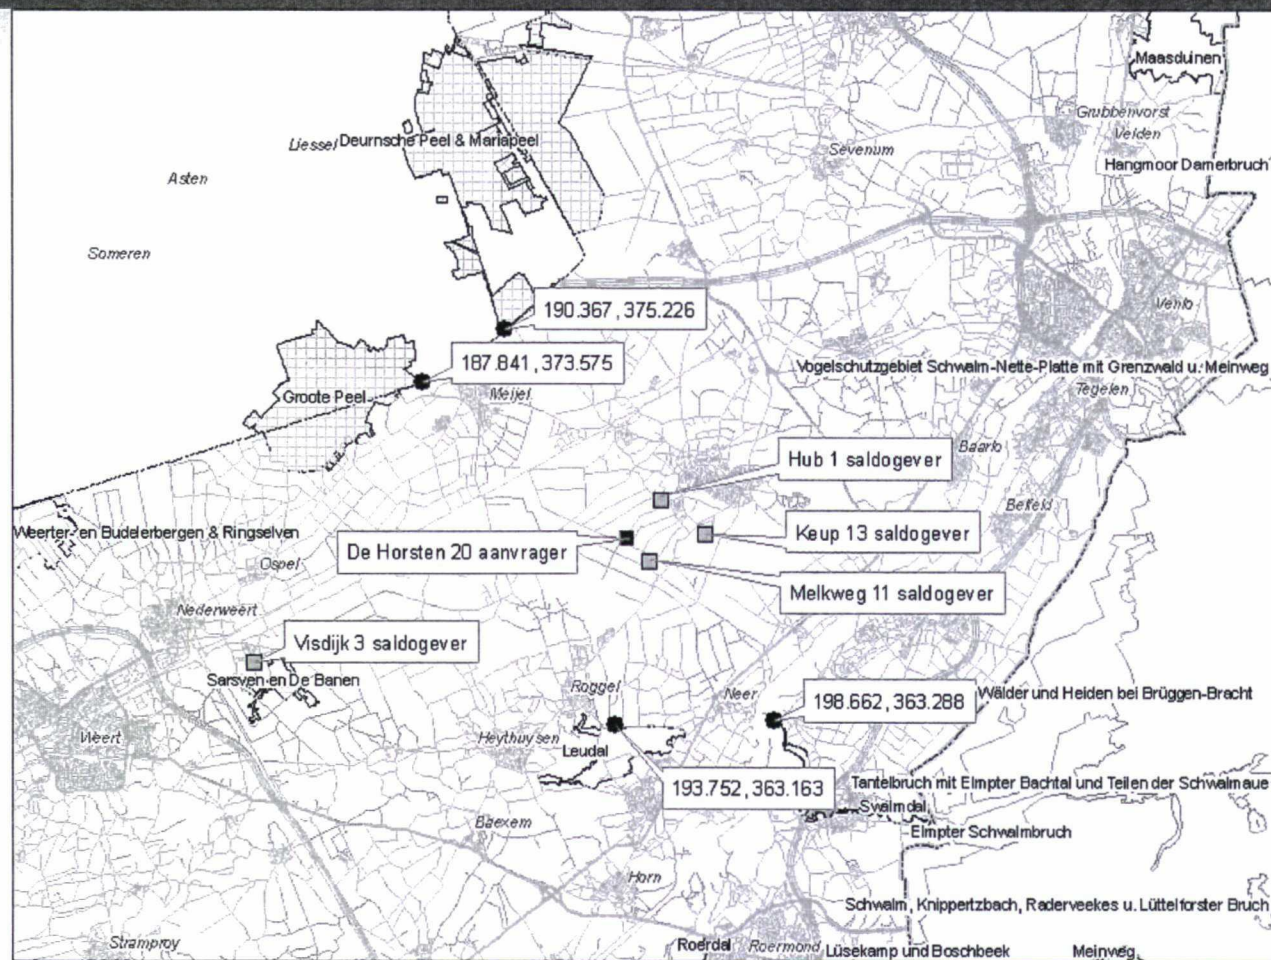 Maasduinen
Grubbenvorst
Velden
Liessel
Deurnsche Peel & Mariapeel
Sevenum
Hangmoor Damerbruch
Asten
Someren
190.367, 375.226
Venlo
187.841, 373.575
Vogelschutzgebiet Schwalm-Nette-Platte mit Grenzwald u. Meinweg
Groote Peel
Meijel
Tegelen
Baarlo
Hub 1 saldogever
Belfeld
Weerter- en Budelerbergen & Ringselven
Keup 13 saldogever
De Horsten 20 aanvrager
Ospel
Melkweg 11 saldogever
Nederweert
Visdijk 3 saldogever
Sarsven en De Banen
Roggel
Neer
198.662, 363.288
Wälder und Heiden bei Brüggen-Bracht
Weert
Heythuysen
Leudal
193.752, 363.163
Tantelbruch mit Elmpter Bachtal und Teilen der Schwalmaue
Swalmdal
Baexem
Elmpter Schwalmbruch
Horn
Schwalm, Knippertzbach, Raderveekes u. Lüttelforster Bruch
Stramproy
Roerdal
Roermond
Lüsekamp und Boschbeek
Meinweg